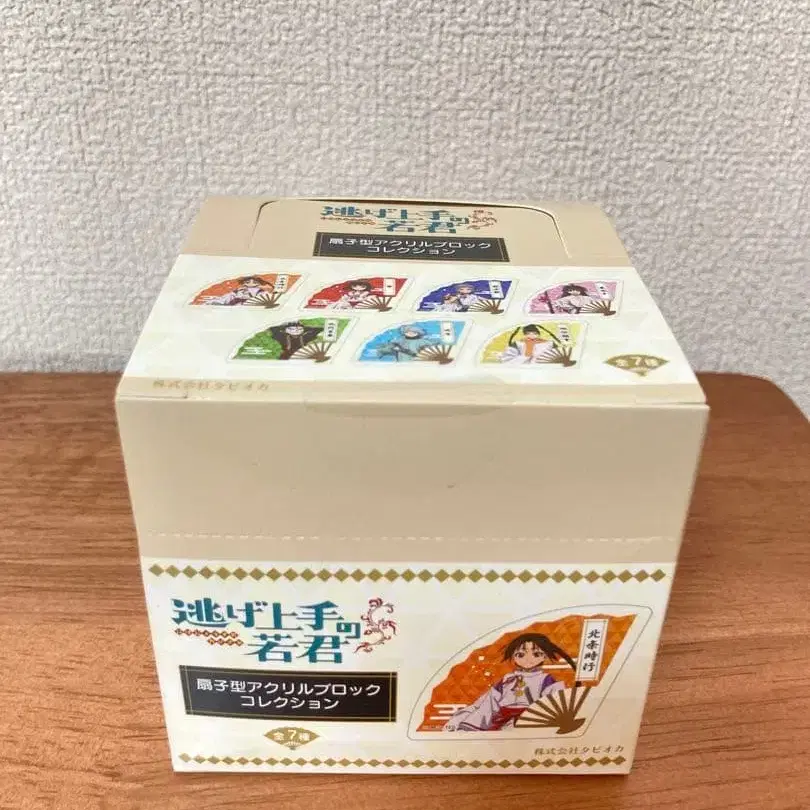 逃げ上手の
若君
扇子型アクリルブロック
コレクション
全7種
株式会社タピオカ
逃げ上手の
若君
扇子型アクリルブロック
コレクション
全7種
北条時行
株式会社タピオカ